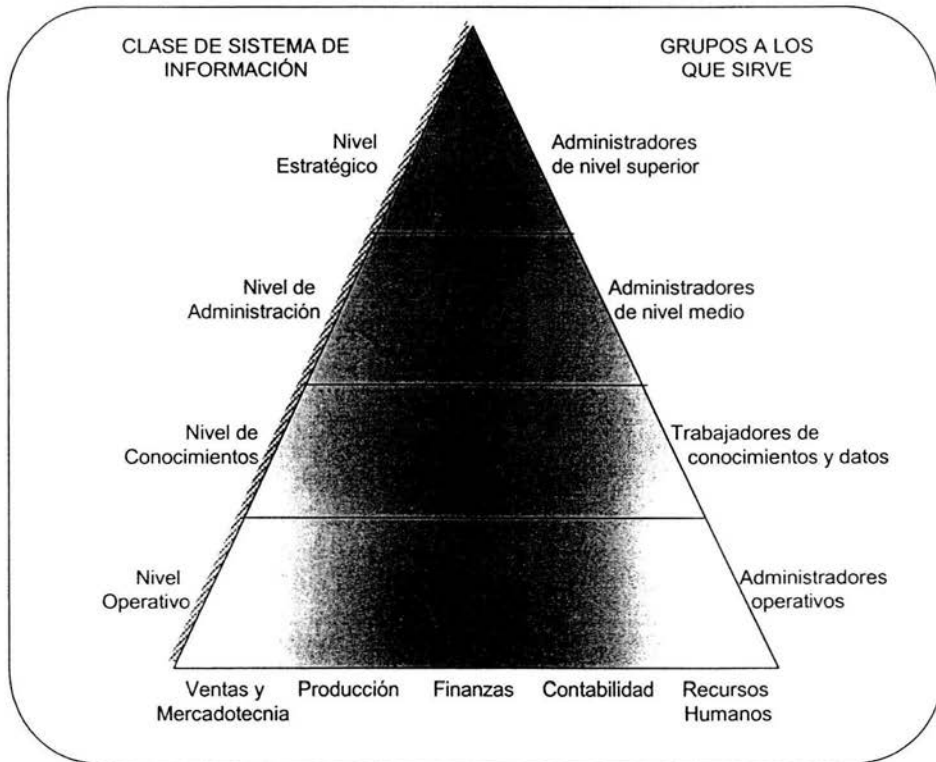 CLASE DE SISTEMA DE
INFORMACIÓN
GRUPOS A LOS
QUE SIRVE
Nivel
Estratégico
Administradores
de nivel superior
Nivel de
Administración
Administradores
de nivel medio
Nivel de
Conocimientos
Trabajadores de
conocimientos y datos
Nivel
Operativo
Administradores
operativos
Ventas y
Mercadotecnia
Producción
Finanzas
Contabilidad
Recursos
Humanos